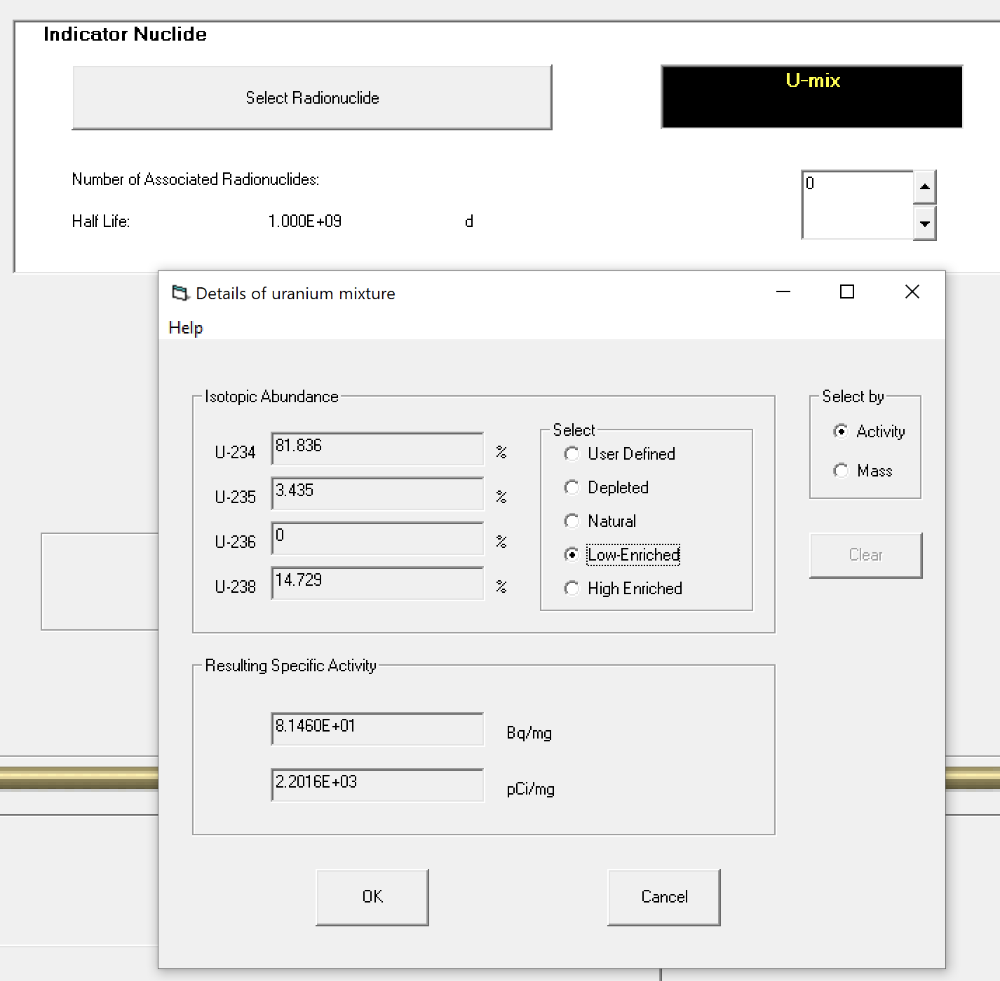 Indicator Nuclide
Select Radionuclide
U-mix
Number of Associated Radionuclides:
0
Half Life: 1.000E+09 d
Details of uranium mixture
Help
Isotopic Abundance
U-234 81.836 %
U-235 3.435 %
U-236 0 %
U-238 14.729 %
Select
User Defined
Depleted
Natural
Low-Enriched
High Enriched
Select by
Activity
Mass
Clear
Resulting Specific Activity
8.1460E+01 Bq/mg
2.2016E+03 pCi/mg
OK
Cancel